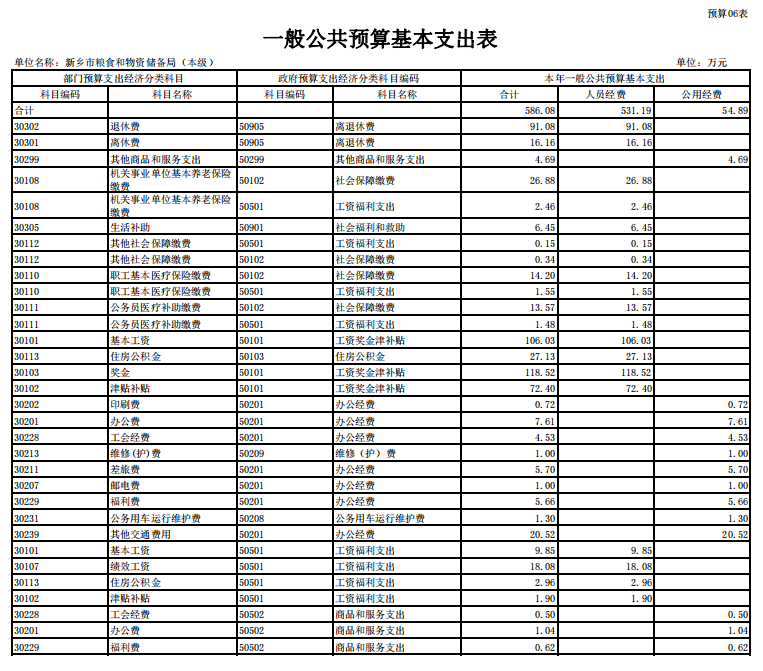 预算06表
一般公共预算基本支出表
单位名称：新乡市粮食和物资储备局（本级） 单位：万元
部门预算支出经济分类科目 政府预算支出经济分类科目编码 本年一般公共预算基本支出
科目编码 科目名称 科目编码 科目名称 合计 人员经费 公用经费
合计 586.08 531.19 54.89
30302 退休费 50905 离退休费 91.08 91.08
30301 离休费 50905 离退休费 16.16 16.16
30299 其他商品和服务支出 50299 其他商品和服务支出 4.69 4.69
30108 机关事业单位基本养老保险 50102 社会保障缴费 26.88 26.88
缴费
30108 机关事业单位基本养老保险 50501 工资福利支出 2.46 2.46
缴费
30305 生活补助 50901 社会福利和救助 6.45 6.45
30112 其他社会保障缴费 50501 工资福利支出 0.15 0.15
30112 其他社会保障缴费 50102 社会保障缴费 0.34 0.34
30110 职工基本医疗保险缴费 50102 社会保障缴费 14.20 14.20
30110 职工基本医疗保险缴费 50501 工资福利支出 1.55 1.55
30111 公务员医疗补助缴费 50102 社会保障缴费 13.57 13.57
30111 公务员医疗补助缴费 50501 工资福利支出 1.48 1.48
30101 基本工资 50101 工资奖金津补贴 106.03 106.03
30113 住房公积金 50103 住房公积金 27.13 27.13
30103 奖金 50101 工资奖金津补贴 118.52 118.52
30102 津贴补贴 50101 工资奖金津补贴 72.40 72.40
30202 印刷费 50201 办公经费 0.72 0.72
30201 办公费 50201 办公经费 7.61 7.61
30228 工会经费 50201 办公经费 4.53 4.53
30213 维修(护)费 50209 维修（护）费 1.00 1.00
30211 差旅费 50201 办公经费 5.70 5.70
30207 邮电费 50201 办公经费 1.00 1.00
30229 福利费 50201 办公经费 5.66 5.66
30231 公务用车运行维护费 50208 公务用车运行维护费 1.30 1.30
30239 其他交通费用 50201 办公经费 20.52 20.52
30101 基本工资 50501 工资福利支出 9.85 9.85
30107 绩效工资 50501 工资福利支出 18.08 18.08
30113 住房公积金 50501 工资福利支出 2.96 2.96
30102 津贴补贴 50501 工资福利支出 1.90 1.90
30228 工会经费 50502 商品和服务支出 0.50 0.50
30201 办公费 50502 商品和服务支出 1.04 1.04
30229 福利费 50502 商品和服务支出 0.62 0.62